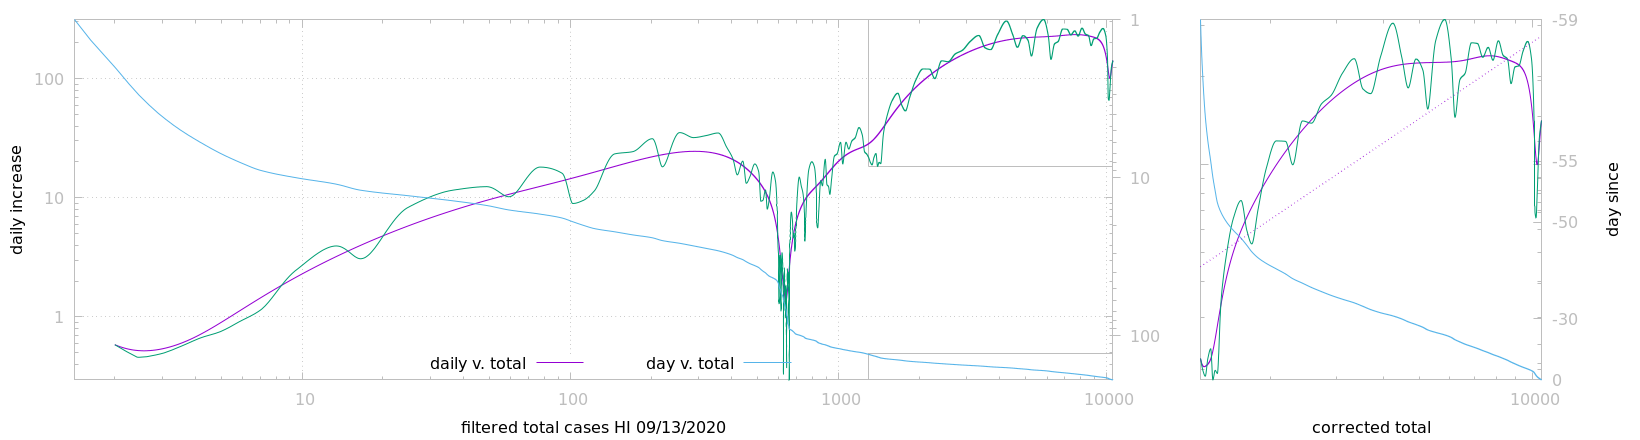 daily increase
100
10
1
1
10
100
daily v. total
day v. total
10
100
1000
10000
filtered total cases HI 09/13/2020
-59
-55
-50
-30
0
day since
10000
corrected total